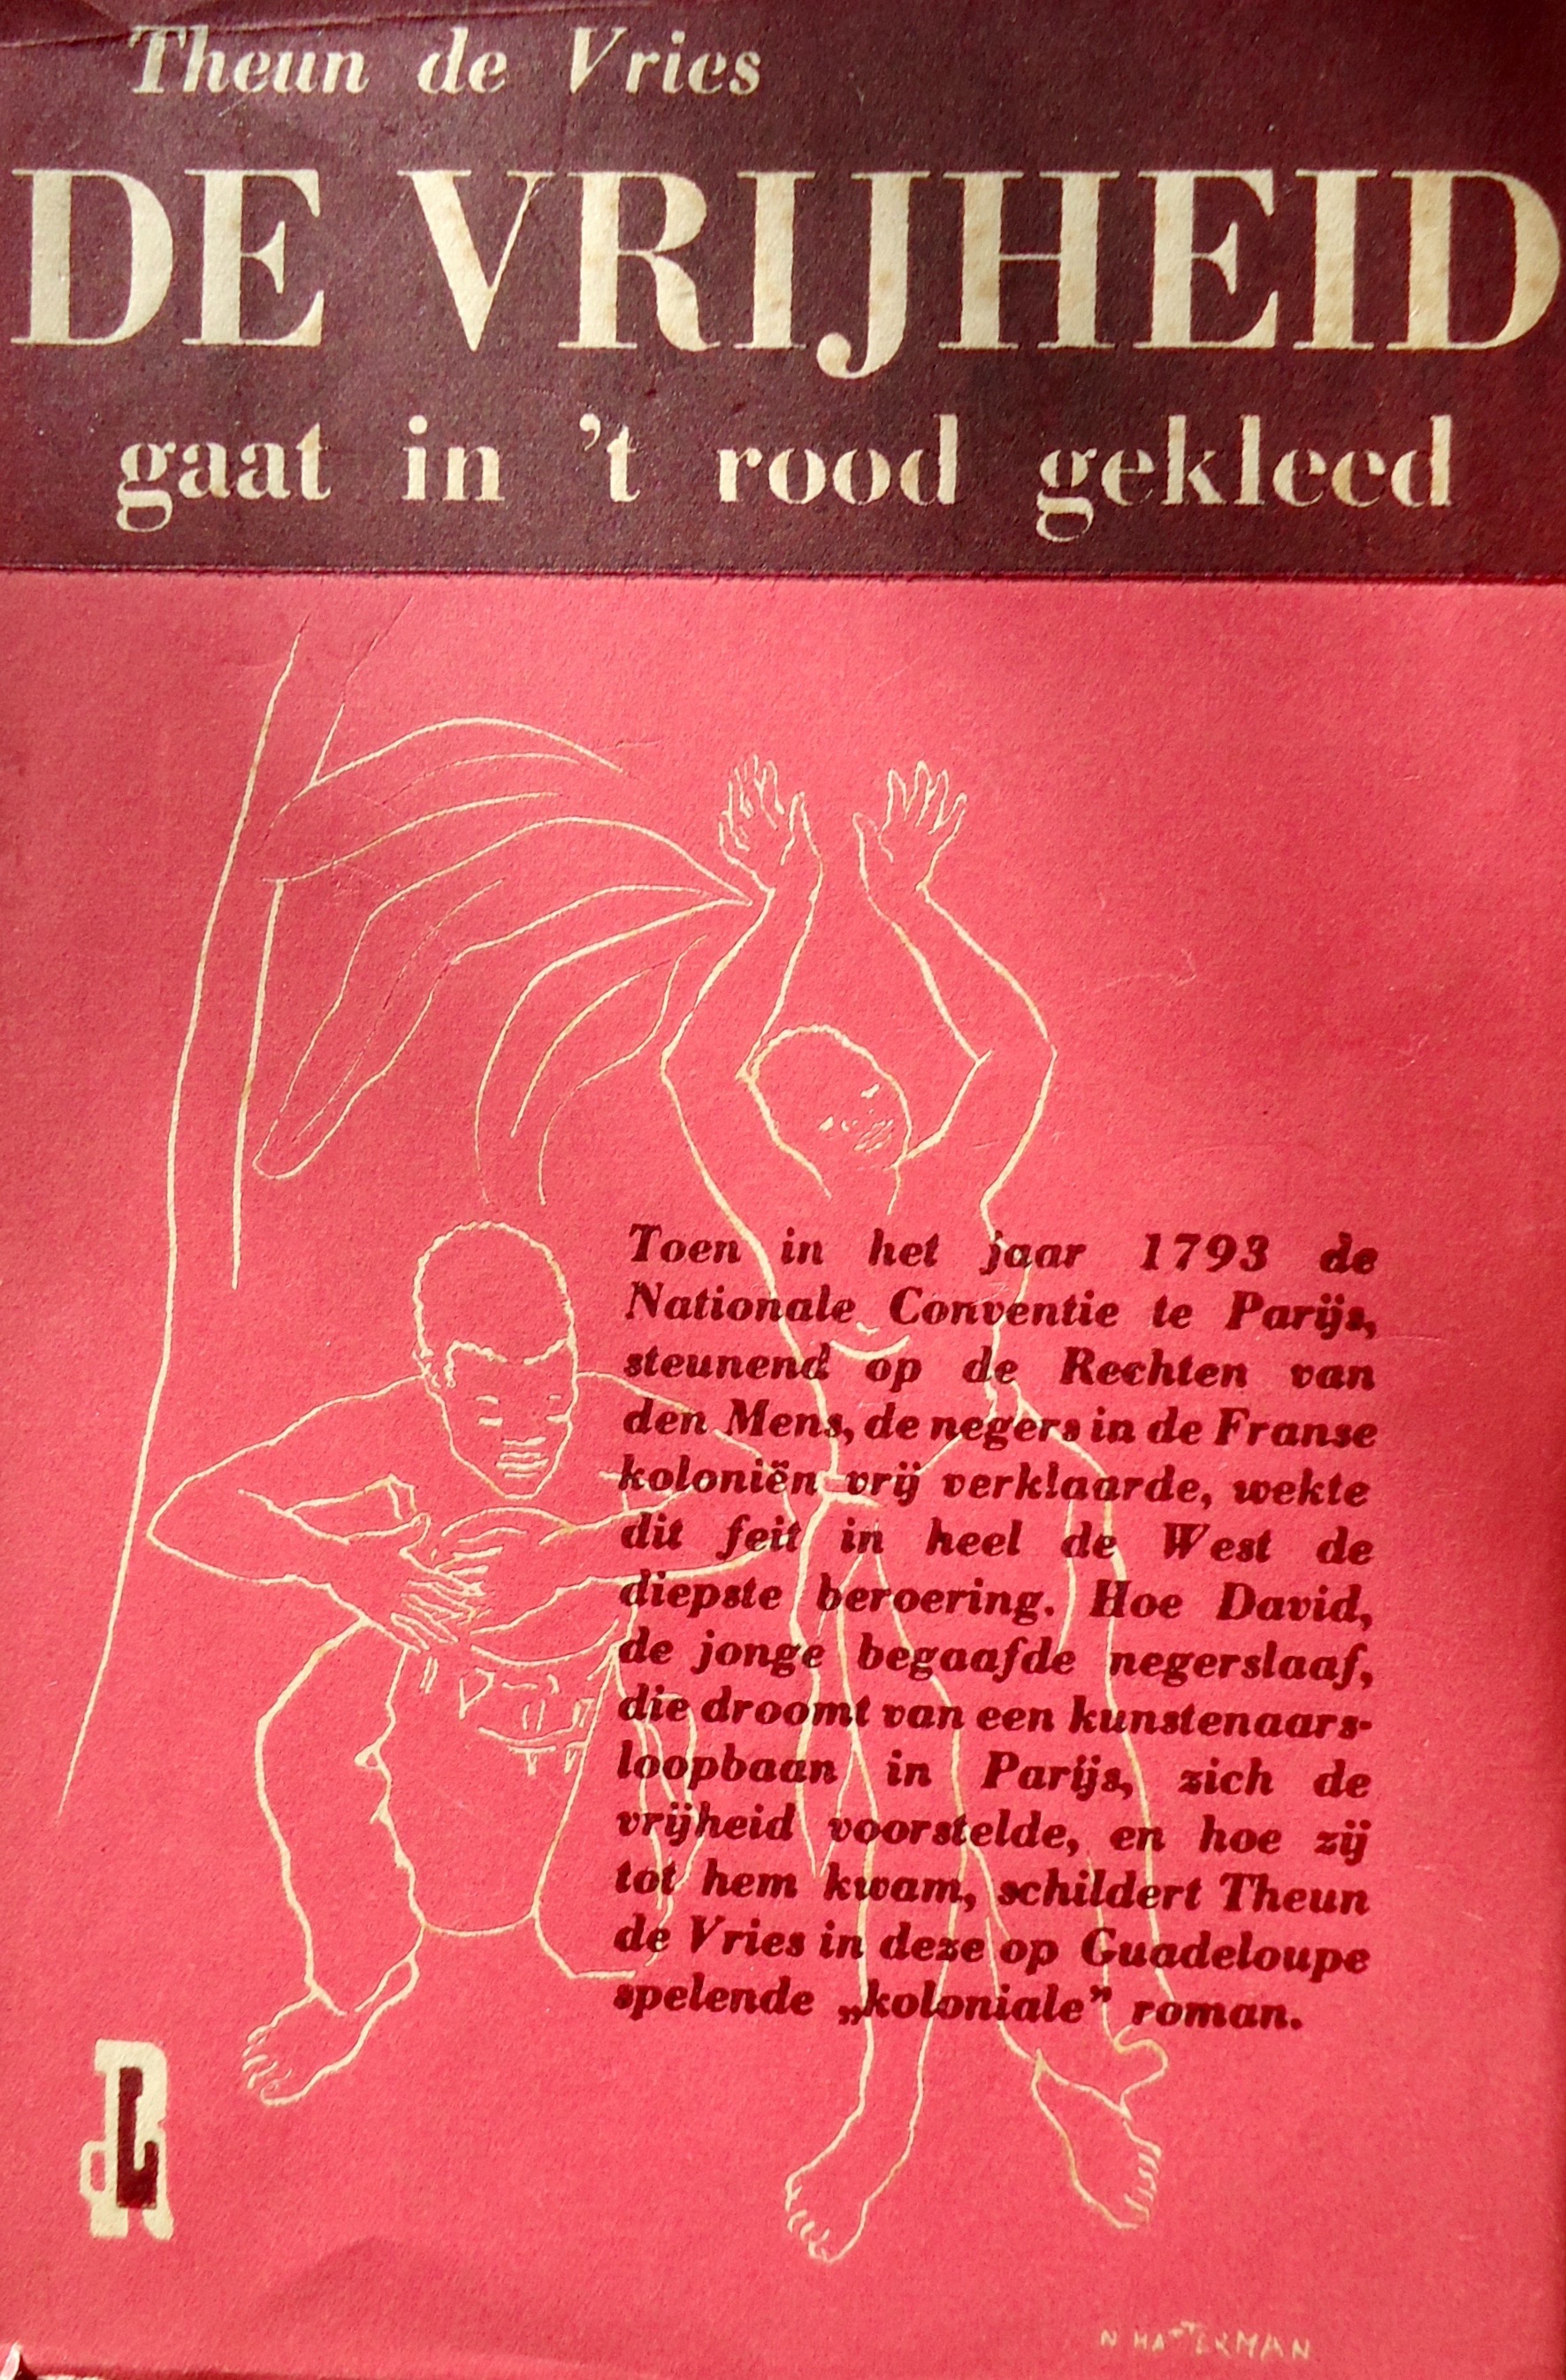 Theun de Vries
DE VRIJHEID
gaat in 't rood gekleed
Toen in het jaar 1793 de
Nationale Conventie te Parijs,
steunend op de Rechten van
den Mens, de negers in de Franse
koloniën vrij verklaarde, wekte
dit feit in heel de West de
diepste beroering. Hoe David,
de jonge begaafde negerslaaf,
die droomt van een kunstenaars-
loopbaan in Parijs, zich de
vrijheid voorstelde, en hoe zij
tot hem kwam, schildert Theun
de Vries in deze op Guadeloupe
spelende „koloniale" roman.
N. HATTERMAN